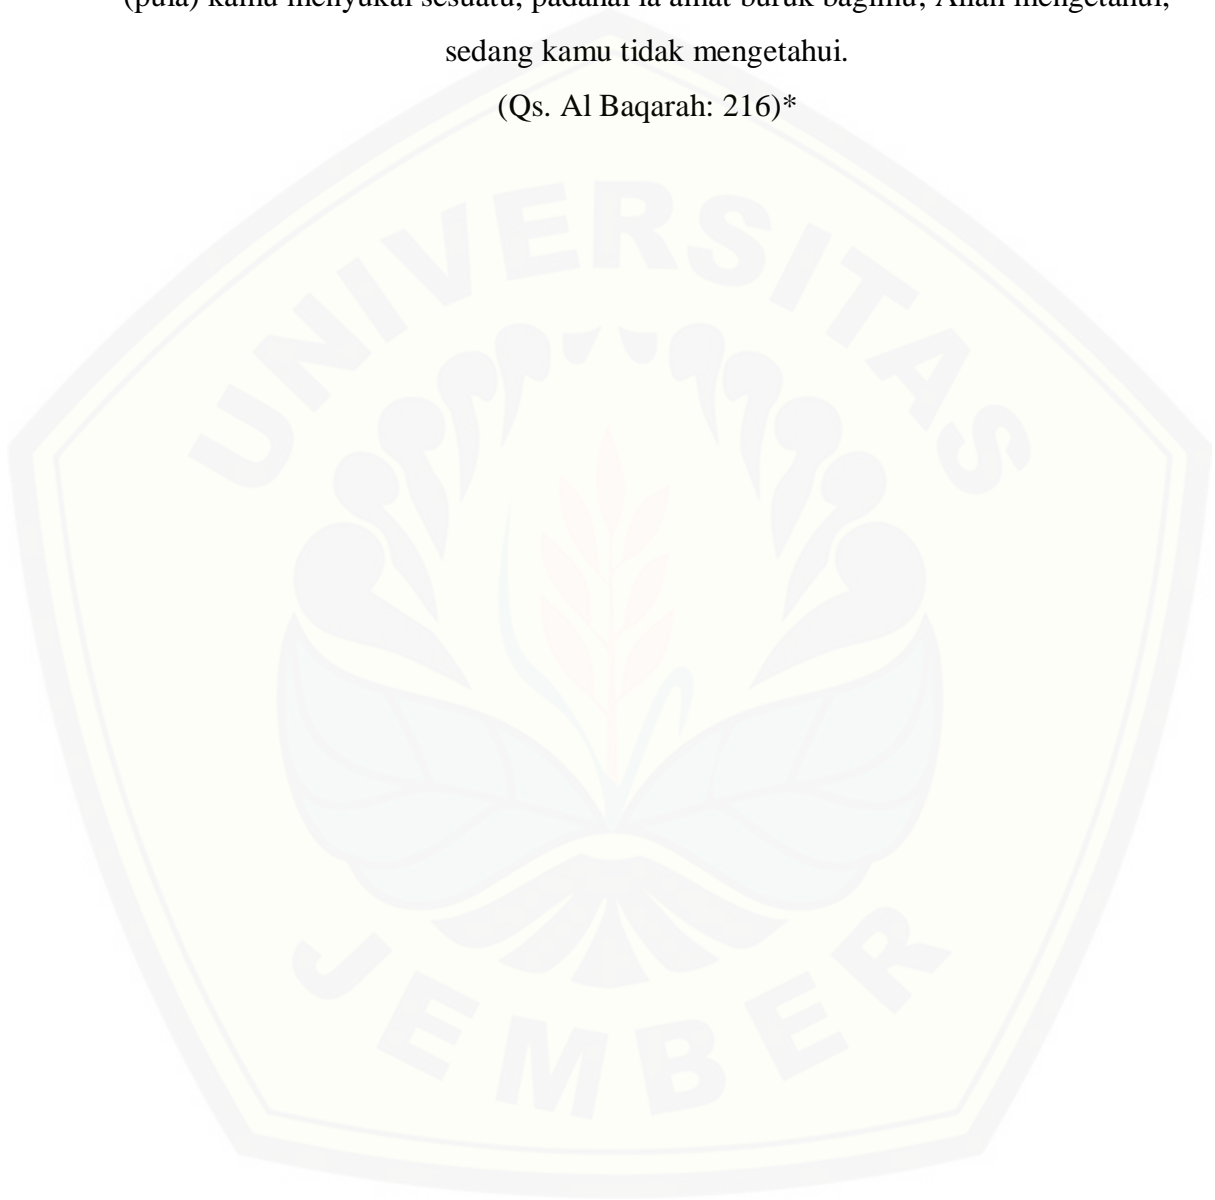 (pula) kamu menyukai sesuatu, padahal ia amat buruk bagimu; Allah mengetahui,
sedang kamu tidak mengetahui.
(Qs. Al Baqarah: 216)*
UNIVERSITAS
JEMBER